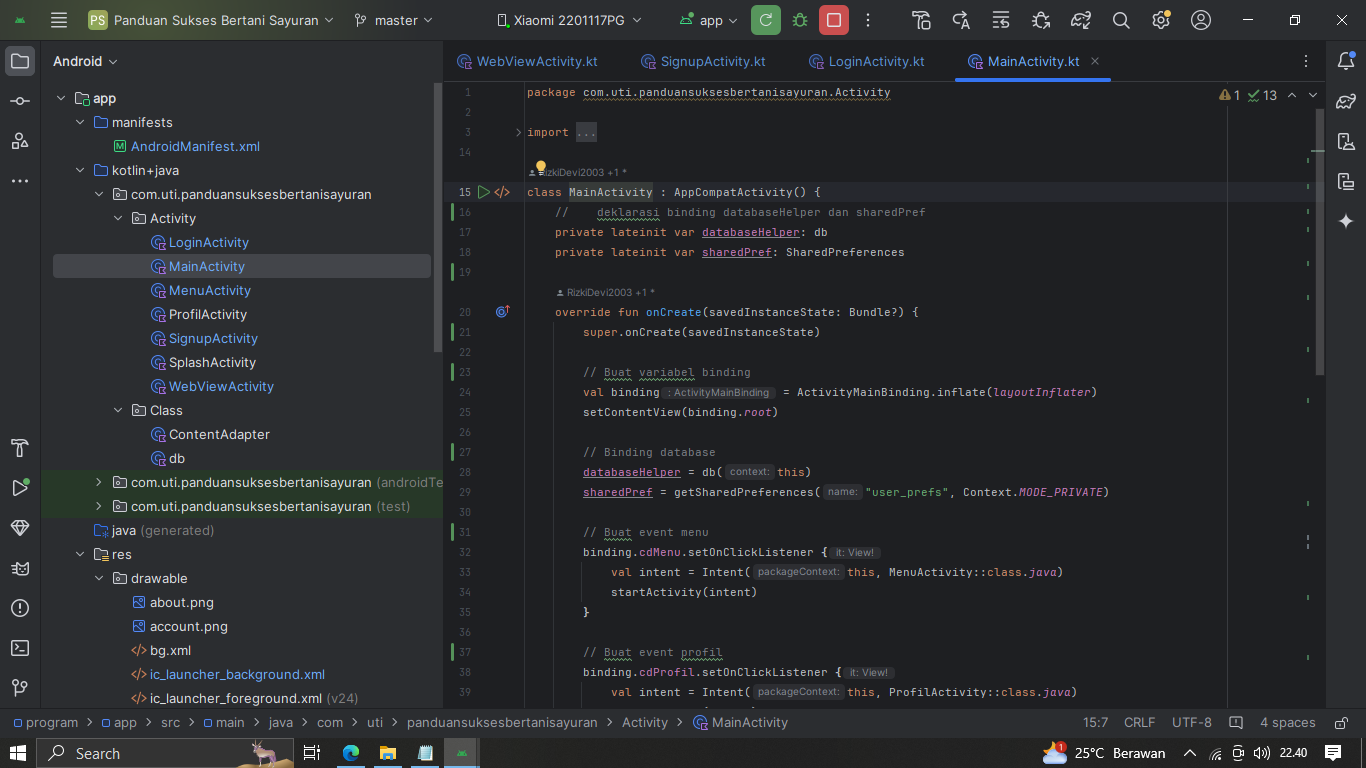 PS Panduan Sukses Bertani Sayuran master Xiaomi 2201117PG app
Android
WebViewActivity.kt SignupActivity.kt LoginActivity.kt MainActivity.kt
app
manifests
AndroidManifest.xml
kotlin+java
com.uti.panduansuksesbertanisayuran
Activity
LoginActivity
MainActivity
MenuActivity
ProfilActivity
SignupActivity
SplashActivity
WebViewActivity
Class
ContentAdapter
db
com.uti.panduansuksesbertanisayuran (androidTe
com.uti.panduansuksesbertanisayuran (test)
java (generated)
res
drawable
about.png
account.png
bg.xml
ic_launcher_background.xml
ic_launcher_foreground.xml (v24)
1 package com.uti.panduansuksesbertanisayuran.Activity
1 13
2
3 import ...
14
RizkiDevi2003 +1 *
15 class MainActivity : AppCompatActivity() {
16 // deklarasi binding databaseHelper dan sharedPref
17 private lateinit var databaseHelper: db
18 private lateinit var sharedPref: SharedPreferences
19
RizkiDevi2003 +1 *
20 override fun onCreate(savedInstanceState: Bundle?) {
21 super.onCreate(savedInstanceState)
22
23 // Buat variabel binding
24 val binding : ActivityMainBinding = ActivityMainBinding.inflate(layoutInflater)
25 setContentView(binding.root)
26
27 // Binding database
28 databaseHelper = db( context: this)
29 sharedPref = getSharedPreferences( name: "user_prefs", Context.MODE_PRIVATE)
30
31 // Buat event menu
32 binding.cdMenu.setOnClickListener { it: View!
33 val intent = Intent( packageContext: this, MenuActivity::class.java)
34 startActivity(intent)
35 }
36
37 // Buat event profil
38 binding.cdProfil.setOnClickListener { it: View!
39 val intent = Intent( packageContext: this, ProfilActivity::class.java)
program > app > src > main > java > com > uti > panduansuksesbertanisayuran > Activity > MainActivity 15:7 CRLF UTF-8 4 spaces
Search 1 25°C Berawan 22.40